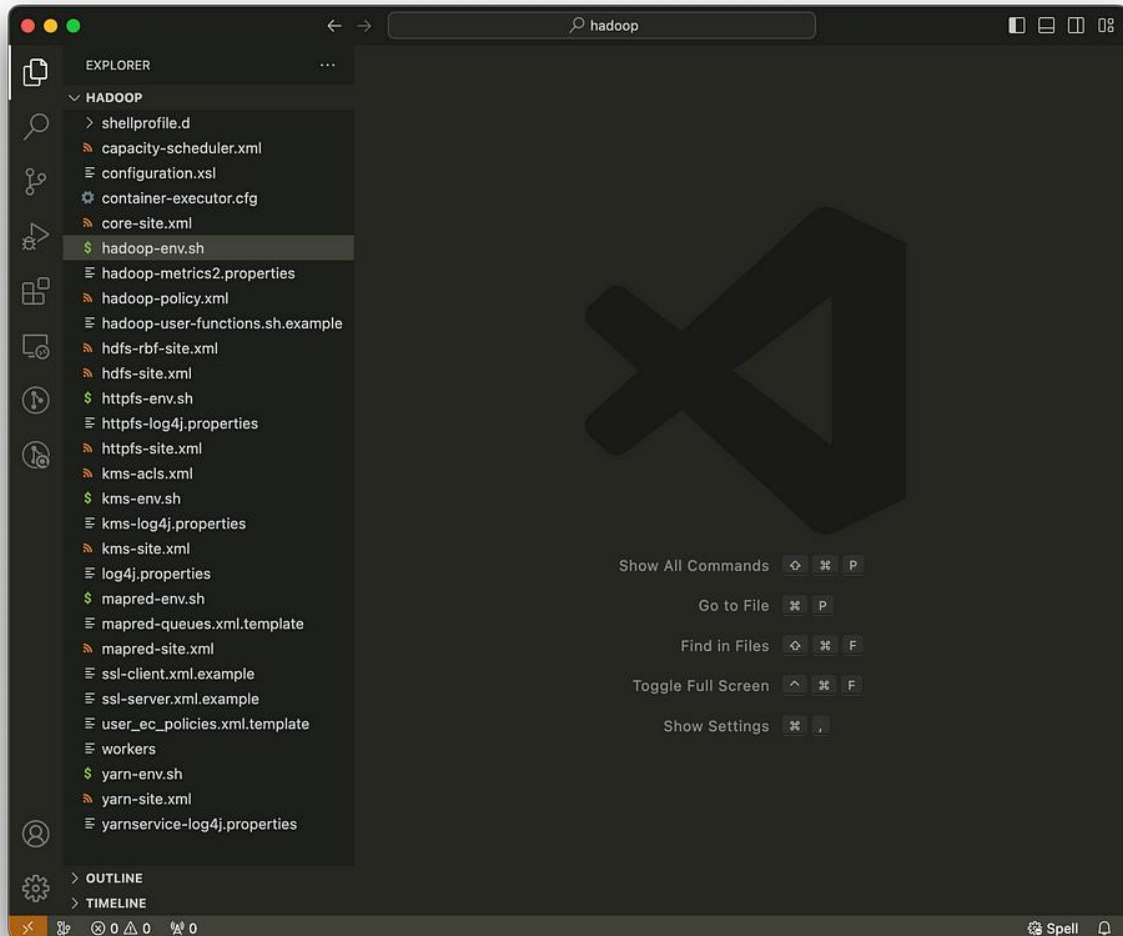 hadoop
EXPLORER
HADOOP
shellprofile.d
capacity-scheduler.xml
configuration.xsl
container-executor.cfg
core-site.xml
$ hadoop-env.sh
hadoop-metrics2.properties
hadoop-policy.xml
hadoop-user-functions.sh.example
hdfs-rbf-site.xml
hdfs-site.xml
$ httpfs-env.sh
httpfs-log4j.properties
httpfs-site.xml
kms-acls.xml
$ kms-env.sh
kms-log4j.properties
kms-site.xml
log4j.properties
$ mapred-env.sh
mapred-queues.xml.template
mapred-site.xml
ssl-client.xml.example
ssl-server.xml.example
user_ec_policies.xml.template
workers
$ yarn-env.sh
yarn-site.xml
yarnservice-log4j.properties
OUTLINE
TIMELINE
Show All Commands ⇧ ⌘ P
Go to File ⌘ P
Find in Files ⇧ ⌘ F
Toggle Full Screen ^ ⌘ F
Show Settings ⌘ ,
0 0 0 Spell